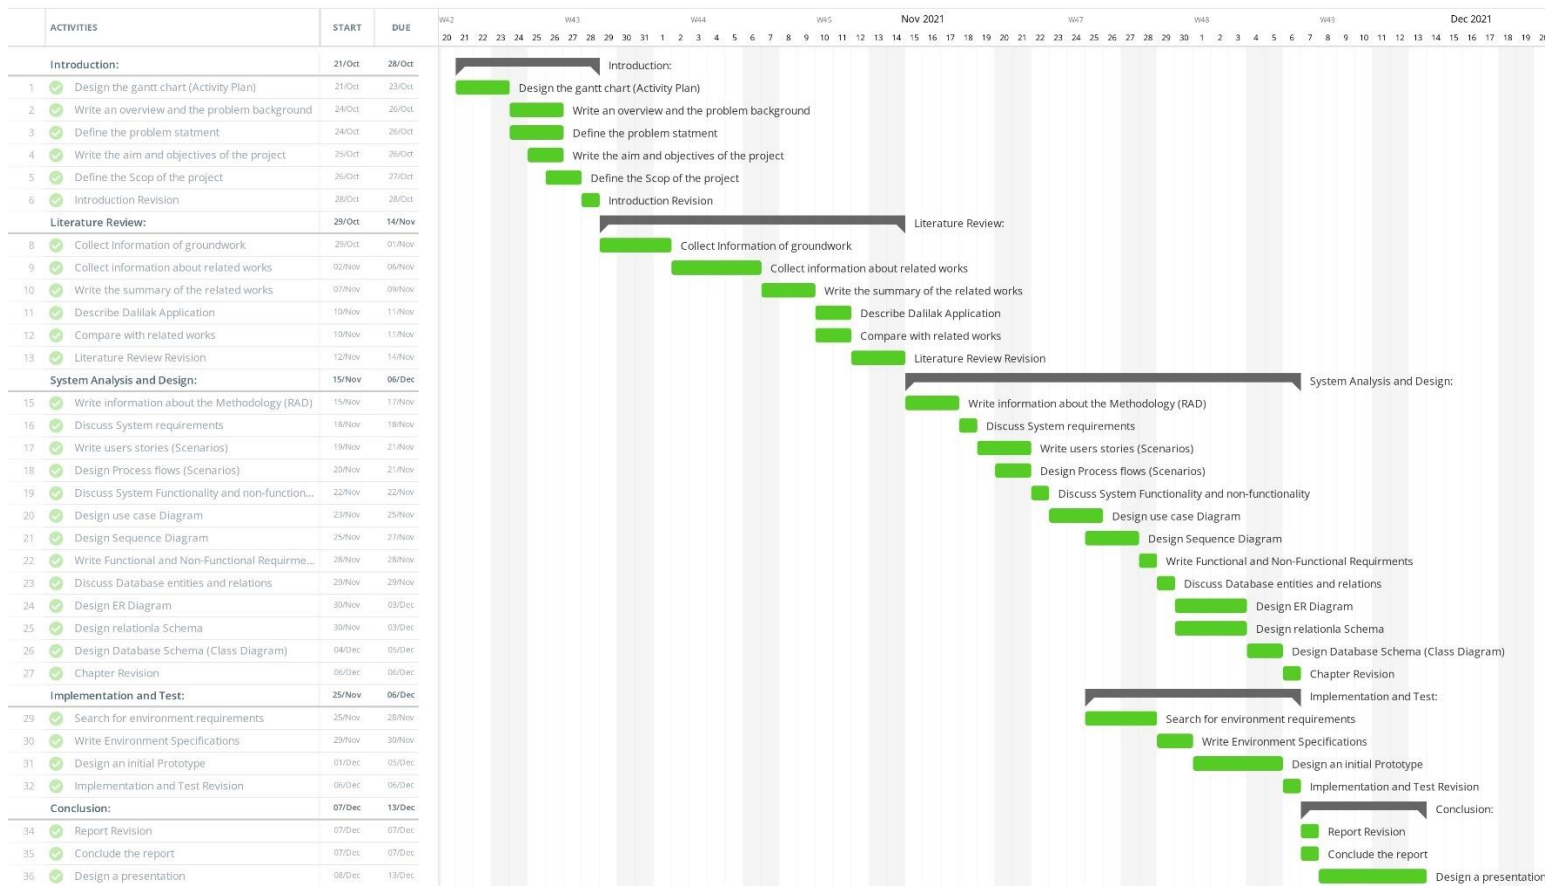 ACTIVITIES START DUE W42 W43 W44 W45 Nov 2021 W47 W48 W49 Dec 2021
20 21 22 23 24 25 26 27 28 29 30 31 1 2 3 4 5 6 7 8 9 10 11 12 13 14 15 16 17 18 19 20 21 22 23 24 25 26 27 28 29 30 1 2 3 4 5 6 7 8 9 10 11 12 13 14 15 16 17 18 19 20
Introduction: 21/Oct 28/Oct Introduction:
1 Design the gantt chart (Activity Plan) 21/Oct 23/Oct Design the gantt chart (Activity Plan)
2 Write an overview and the problem background 24/Oct 26/Oct Write an overview and the problem background
3 Define the problem statment 24/Oct 26/Oct Define the problem statment
4 Write the aim and objectives of the project 25/Oct 26/Oct Write the aim and objectives of the project
5 Define the Scop of the project 26/Oct 27/Oct Define the Scop of the project
6 Introduction Revision 28/Oct 28/Oct Introduction Revision
Literature Review: 29/Oct 14/Nov Literature Review:
8 Collect Information of groundwork 29/Oct 01/Nov Collect Information of groundwork
9 Collect information about related works 02/Nov 06/Nov Collect information about related works
10 Write the summary of the related works 07/Nov 09/Nov Write the summary of the related works
11 Describe Dalilak Application 10/Nov 11/Nov Describe Dalilak Application
12 Compare with related works 10/Nov 11/Nov Compare with related works
13 Literature Review Revision 12/Nov 14/Nov Literature Review Revision
System Analysis and Design: 15/Nov 06/Dec System Analysis and Design:
15 Write information about the Methodology (RAD) 15/Nov 17/Nov Write information about the Methodology (RAD)
16 Discuss System requirements 18/Nov 18/Nov Discuss System requirements
17 Write users stories (Scenarios) 19/Nov 21/Nov Write users stories (Scenarios)
18 Design Process flows (Scenarios) 20/Nov 21/Nov Design Process flows (Scenarios)
19 Discuss System Functionality and non-function... 22/Nov 22/Nov Discuss System Functionality and non-functionality
20 Design use case Diagram 23/Nov 25/Nov Design use case Diagram
21 Design Sequence Diagram 25/Nov 27/Nov Design Sequence Diagram
22 Write Functional and Non-Functional Requirme... 28/Nov 28/Nov Write Functional and Non-Functional Requirments
23 Discuss Database entities and relations 29/Nov 29/Nov Discuss Database entities and relations
24 Design ER Diagram 30/Nov 03/Dec Design ER Diagram
25 Design relationla Schema 30/Nov 03/Dec Design relationla Schema
26 Design Database Schema (Class Diagram) 04/Dec 05/Dec Design Database Schema (Class Diagram)
27 Chapter Revision 06/Dec 06/Dec Chapter Revision
Implementation and Test: 25/Nov 06/Dec Implementation and Test:
29 Search for environment requirements 25/Nov 28/Nov Search for environment requirements
30 Write Environment Specifications 29/Nov 30/Nov Write Environment Specifications
31 Design an initial Prototype 01/Dec 05/Dec Design an initial Prototype
32 Implementation and Test Revision 06/Dec 06/Dec Implementation and Test Revision
Conclusion: 07/Dec 13/Dec Conclusion:
34 Report Revision 07/Dec 07/Dec Report Revision
35 Conclude the report 07/Dec 07/Dec Conclude the report
36 Design a presentation 08/Dec 13/Dec Design a presentation